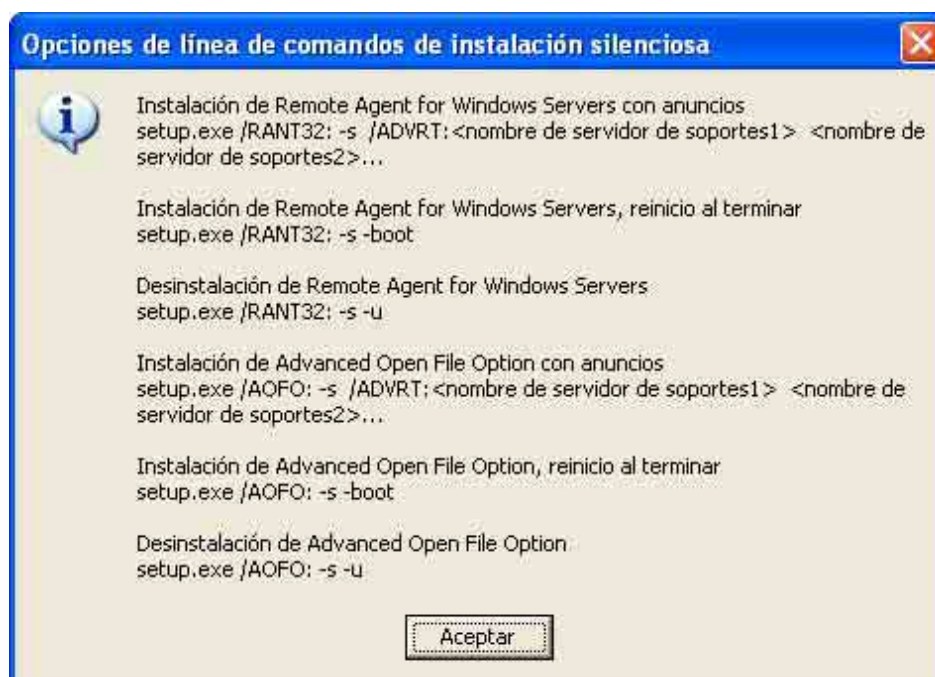 Opciones de línea de comandos de instalación silenciosa
Instalación de Remote Agent for Windows Servers con anuncios
setup.exe /RANT32: -s /ADVRT:<nombre de servidor de soportes1> <nombre de
servidor de soportes2>...
Instalación de Remote Agent for Windows Servers, reinicio al terminar
setup.exe /RANT32: -s -boot
Desinstalación de Remote Agent for Windows Servers
setup.exe /RANT32: -s -u
Instalación de Advanced Open File Option con anuncios
setup.exe /AOFO: -s /ADVRT:<nombre de servidor de soportes1> <nombre de
servidor de soportes2>...
Instalación de Advanced Open File Option, reinicio al terminar
setup.exe /AOFO: -s -boot
Desinstalación de Advanced Open File Option
setup.exe /AOFO: -s -u
Aceptar